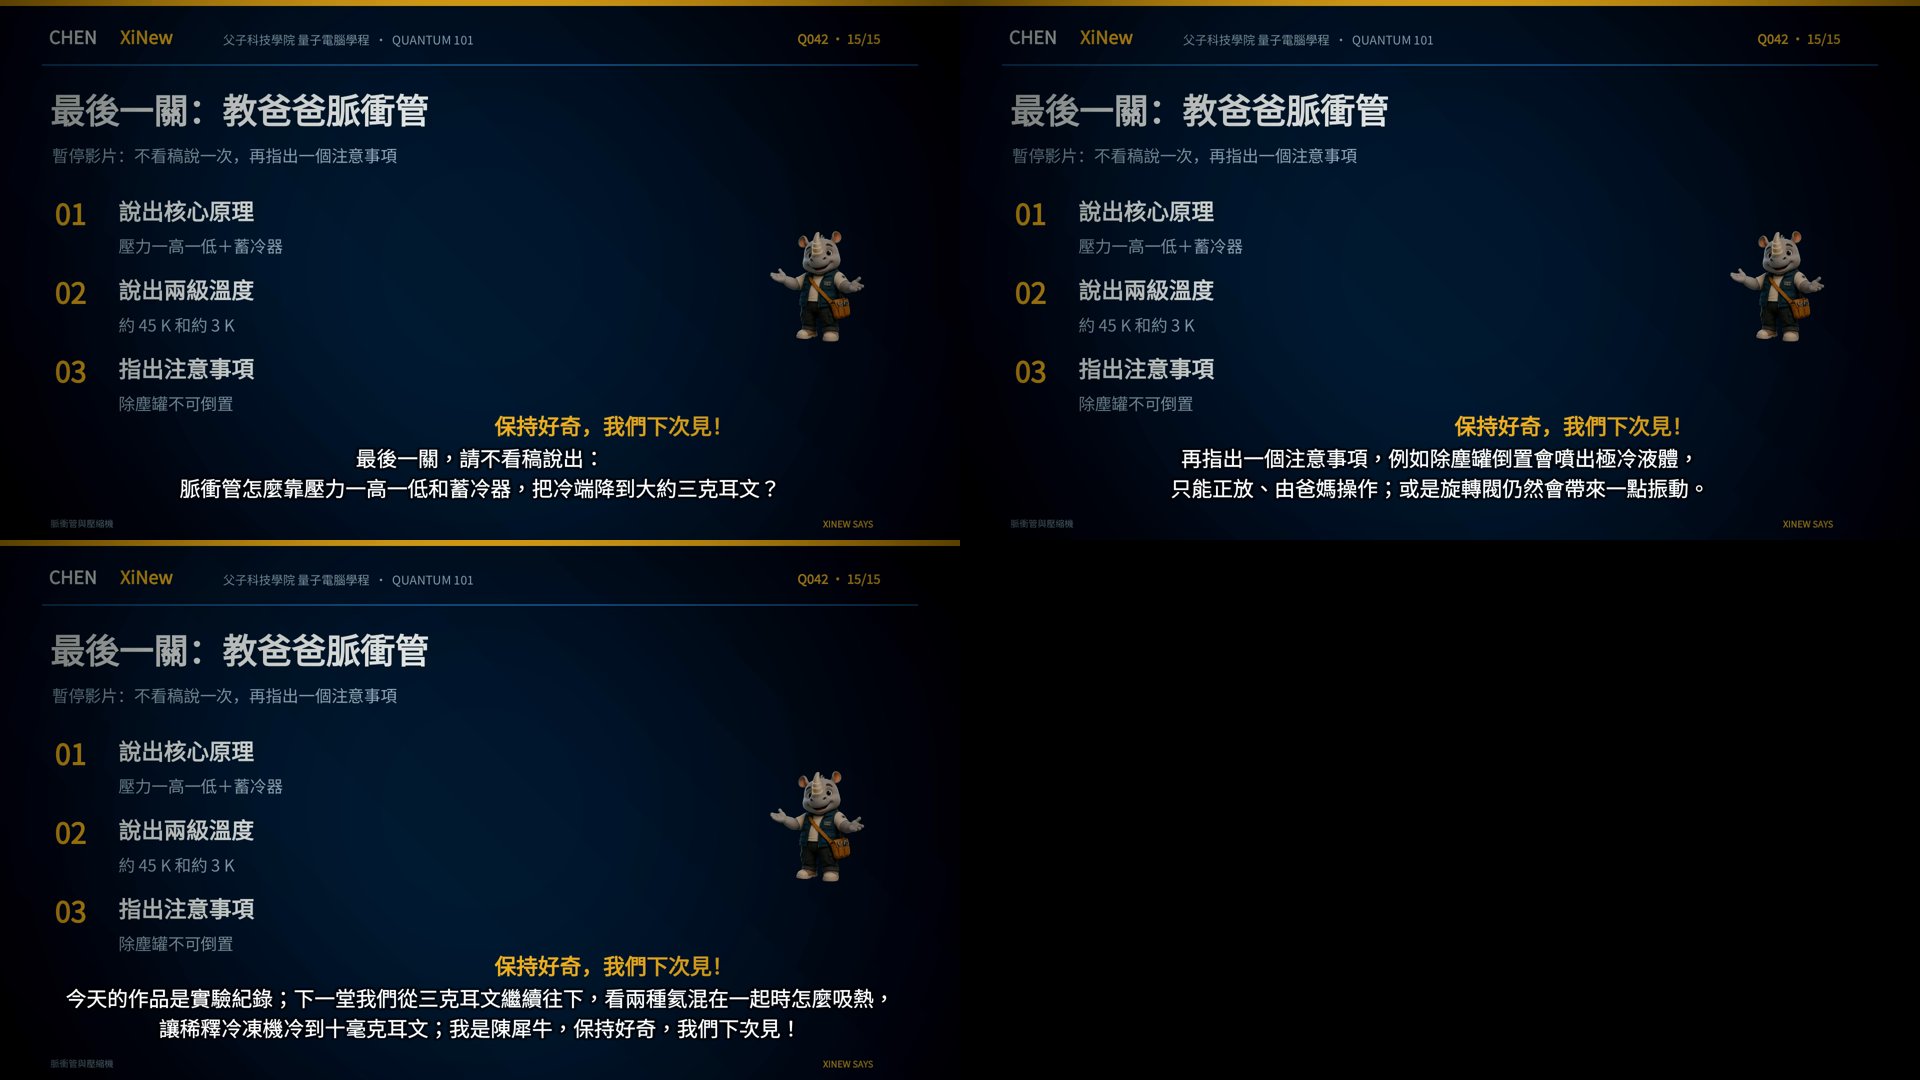 CHEN XiNew 父子科技學院 量子電腦學程 · QUANTUM 101 Q042 · 15/15
最後一關：教爸爸脈衝管
暫停影片：不看稿說一次，再指出一個注意事項
01 說出核心原理
壓力一高一低＋蓄冷器
02 說出兩級溫度
約 45 K 和約 3 K
03 指出注意事項
除塵罐不可倒置
保持好奇，我們下次見！
最後一關，請不看稿說出：
脈衝管怎麼靠壓力一高一低和蓄冷器，把冷端降到大約三克耳文？
脈衝管與壓縮機 XINEW SAYS
CHEN XiNew 父子科技學院 量子電腦學程 · QUANTUM 101 Q042 · 15/15
最後一關：教爸爸脈衝管
暫停影片：不看稿說一次，再指出一個注意事項
01 說出核心原理
壓力一高一低＋蓄冷器
02 說出兩級溫度
約 45 K 和約 3 K
03 指出注意事項
除塵罐不可倒置
保持好奇，我們下次見！
再指出一個注意事項，例如除塵罐倒置會噴出極冷液體，
只能正放、由爸媽操作；或是旋轉閥仍然會帶來一點振動。
脈衝管與壓縮機 XINEW SAYS
CHEN XiNew 父子科技學院 量子電腦學程 · QUANTUM 101 Q042 · 15/15
最後一關：教爸爸脈衝管
暫停影片：不看稿說一次，再指出一個注意事項
01 說出核心原理
壓力一高一低＋蓄冷器
02 說出兩級溫度
約 45 K 和約 3 K
03 指出注意事項
除塵罐不可倒置
保持好奇，我們下次見！
今天的作品是實驗紀錄；下一堂我們從三克耳文繼續往下，看兩種氦混在一起時怎麼吸熱，
讓稀釋冷凍機冷到十毫克耳文；我是陳犀牛，保持好奇，我們下次見！
脈衝管與壓縮機 XINEW SAYS